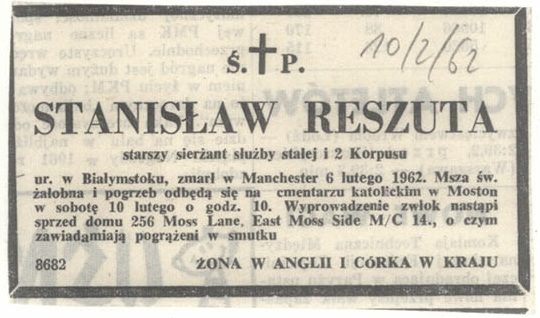 10/2/62
Ś. † P.
STANISŁAW RESZUTA
starszy sierżant służby stałej i 2 Korpusu
ur. w Białymstoku, zmarł w Manchester 6 lutego 1962. Msza św.
żałobna i pogrzeb odbędą się na cmentarzu katolickim w Moston
w sobotę 10 lutego o godz. 10. Wyprowadzenie zwłok nastąpi
sprzed domu 256 Moss Lane, East Moss Side M/C 14., o czym
zawiadamiają pogrążeni w smutku
8682 ŻONA W ANGLII i CÓRKA W KRAJU